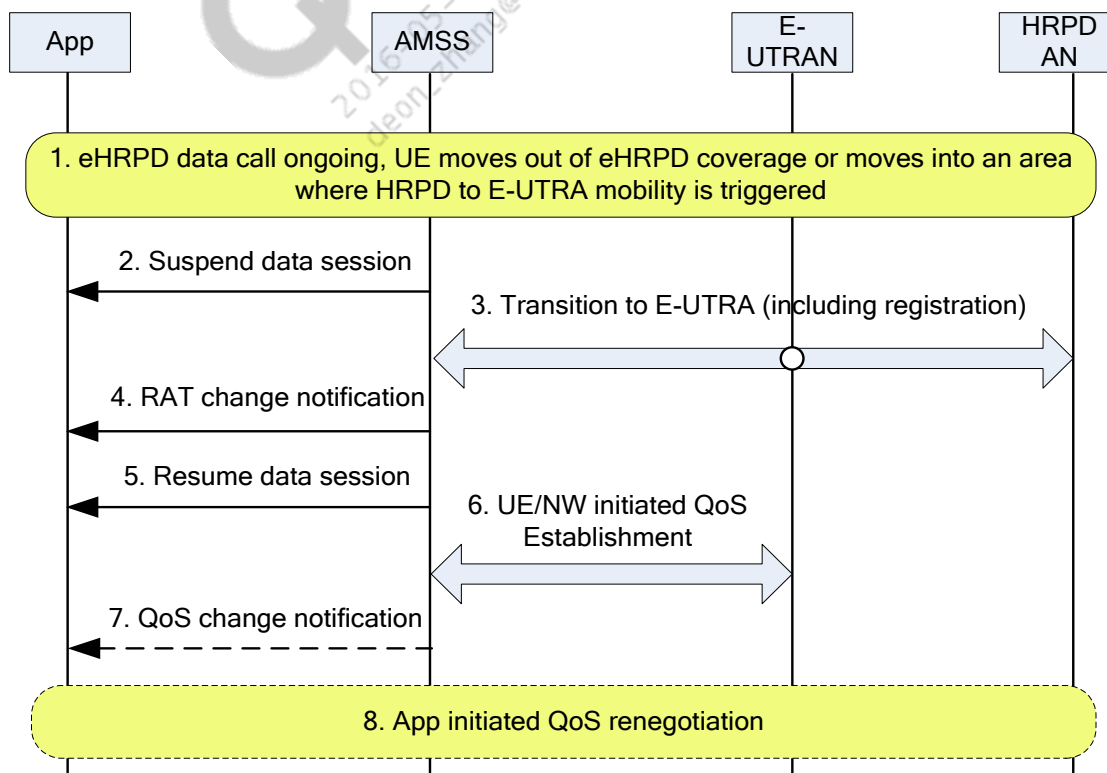 App
AMSS
E-
UTRAN
HRPD
AN
1. eHRPD data call ongoing, UE moves out of eHRPD coverage or moves into an area
where HRPD to E-UTRA mobility is triggered
2. Suspend data session
3. Transition to E-UTRA (including registration)
4. RAT change notification
5. Resume data session
6. UE/NW initiated QoS
Establishment
7. QoS change notification
8. App initiated QoS renegotiation